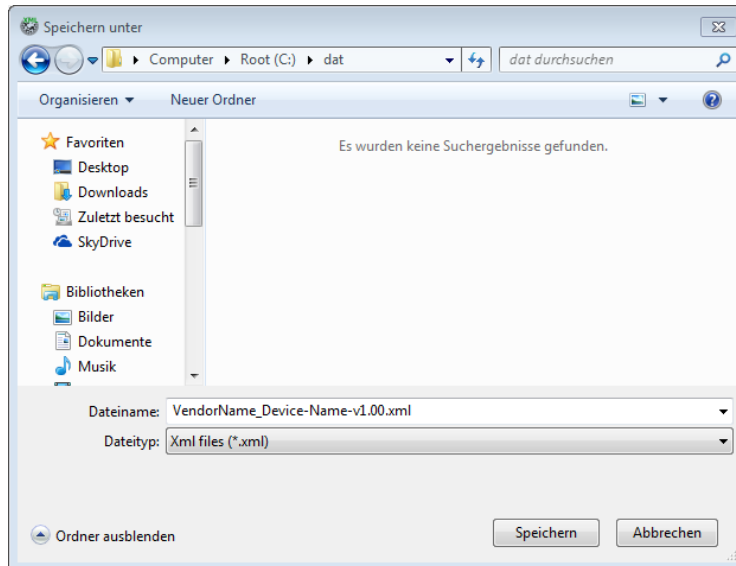 Speichern unter
Computer Root (C:) dat
dat durchsuchen
Organisieren Neuer Ordner
Favoriten
Desktop
Downloads
Zuletzt besucht
SkyDrive
Bibliotheken
Bilder
Dokumente
Musik
Es wurden keine Suchergebnisse gefunden.
Dateiname: VendorName_Device-Name-v1.00.xml
Dateityp: Xml files (*.xml)
Ordner ausblenden
Speichern Abbrechen